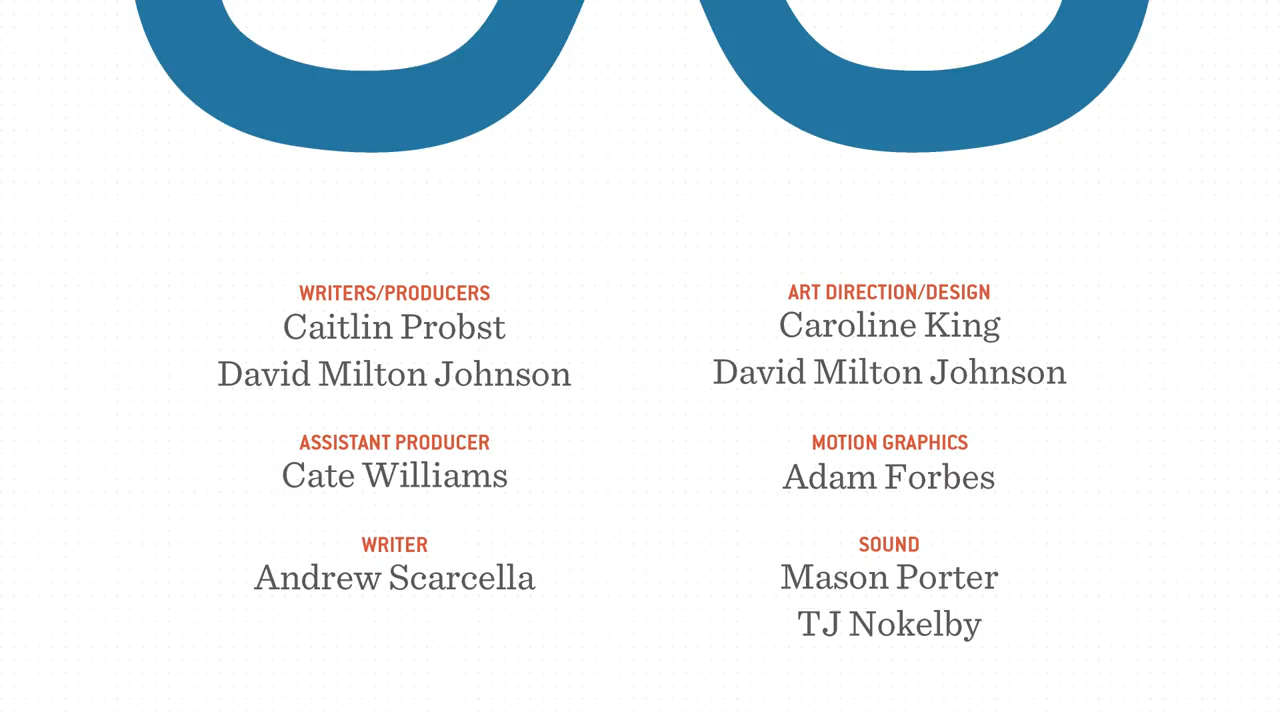 WRITERS/PRODUCERS
Caitlin Probst
David Milton Johnson
ASSISTANT PRODUCER
Cate Williams
WRITER
Andrew Scarcella
ART DIRECTION/DESIGN
Caroline King
David Milton Johnson
MOTION GRAPHICS
Adam Forbes
SOUND
Mason Porter
TJ Nokelby